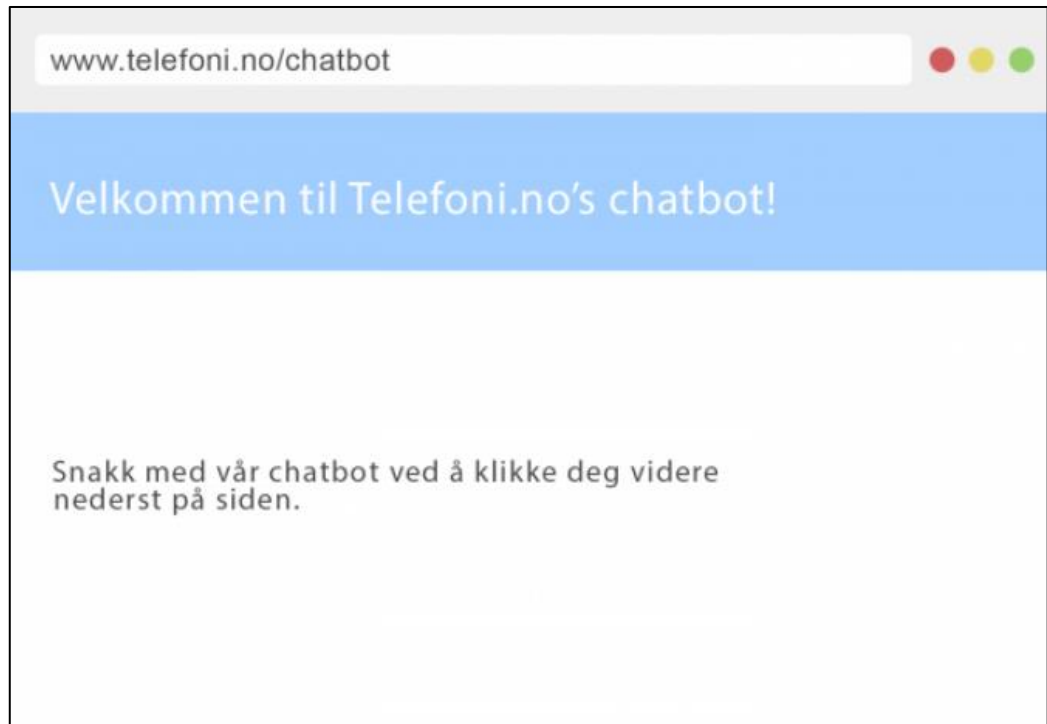 www.telefoni.no/chatbot
Velkommen til Telefoni.no’s chatbot!
Snakk med vår chatbot ved å klikke deg videre
nederst på siden.